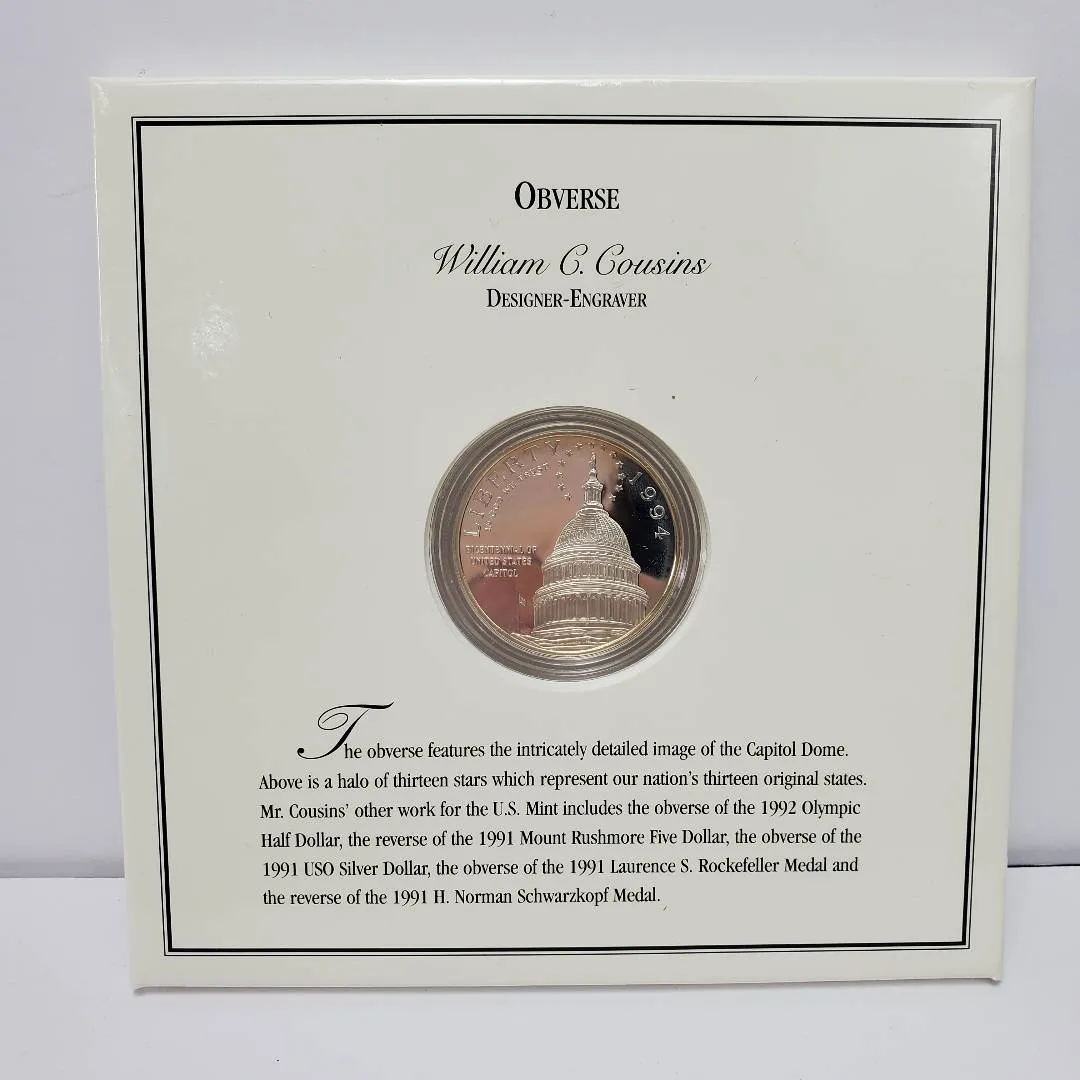 OBVERSE
William C. Cousins
DESIGNER-ENGRAVER
LIBERTY
IN GOD WE TRUST
1994
BICENTENNIAL OF
UNITED STATES
CAPITOL
The obverse features the intricately detailed image of the Capitol Dome.
Above is a halo of thirteen stars which represent our nation's thirteen original states.
Mr. Cousins' other work for the U.S. Mint includes the obverse of the 1992 Olympic
Half Dollar, the reverse of the 1991 Mount Rushmore Five Dollar, the obverse of the
1991 USO Silver Dollar, the obverse of the 1991 Laurence S. Rockefeller Medal and
the reverse of the 1991 H. Norman Schwarzkopf Medal.